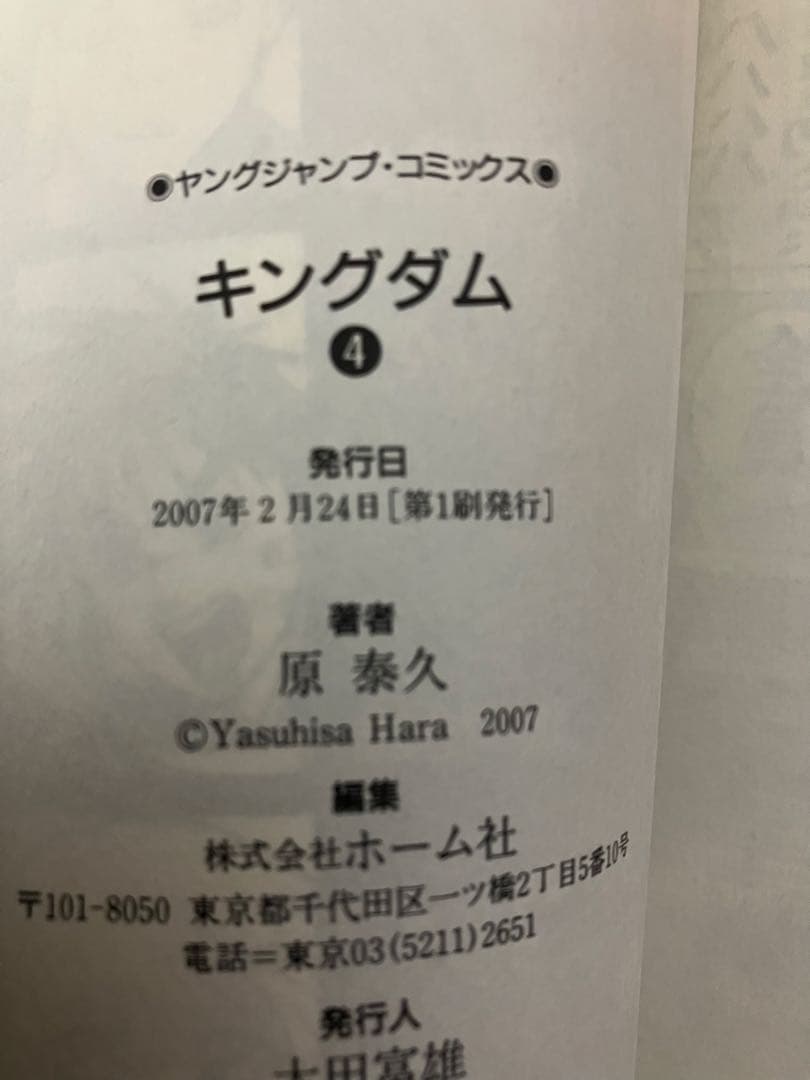 ◉ヤングジャンプ・コミックス◉
キングダム
❹
発行日
2007年2月24日[第1刷発行]
著者
原 泰久
©Yasuhisa Hara 2007
編集
株式会社ホーム社
〒101-8050 東京都千代田区一ツ橋2丁目5番10号
電話＝東京03(5211)2651
発行人
太田富雄